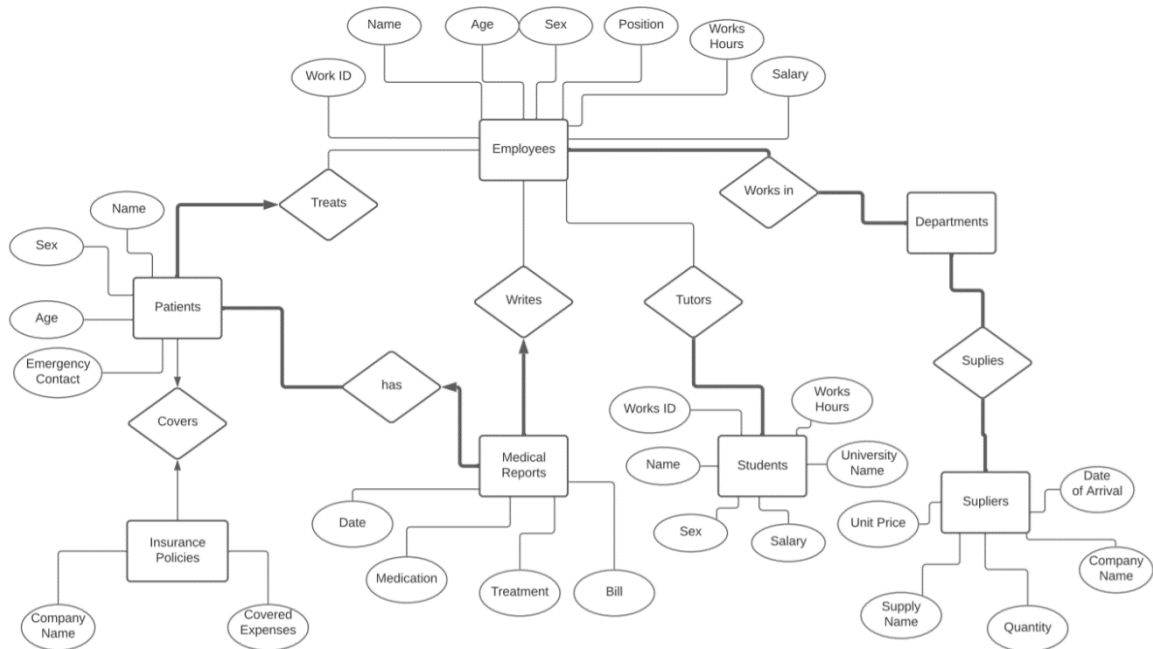 Name
Age
Sex
Position
Works
Hours
Work ID
Salary
Employees
Works in
Treats
Departments
Name
Sex
Patients
Age
Emergency
Contact
Writes
Tutors
Suplies
has
Covers
Works ID
Works
Hours
Medical
Reports
Name
Students
University
Name
Sex
Salary
Date
Medication
Treatment
Bill
Unit Price
Supliers
Date
of Arrival
Company
Name
Supply
Name
Quantity
Insurance
Policies
Company
Name
Covered
Expenses